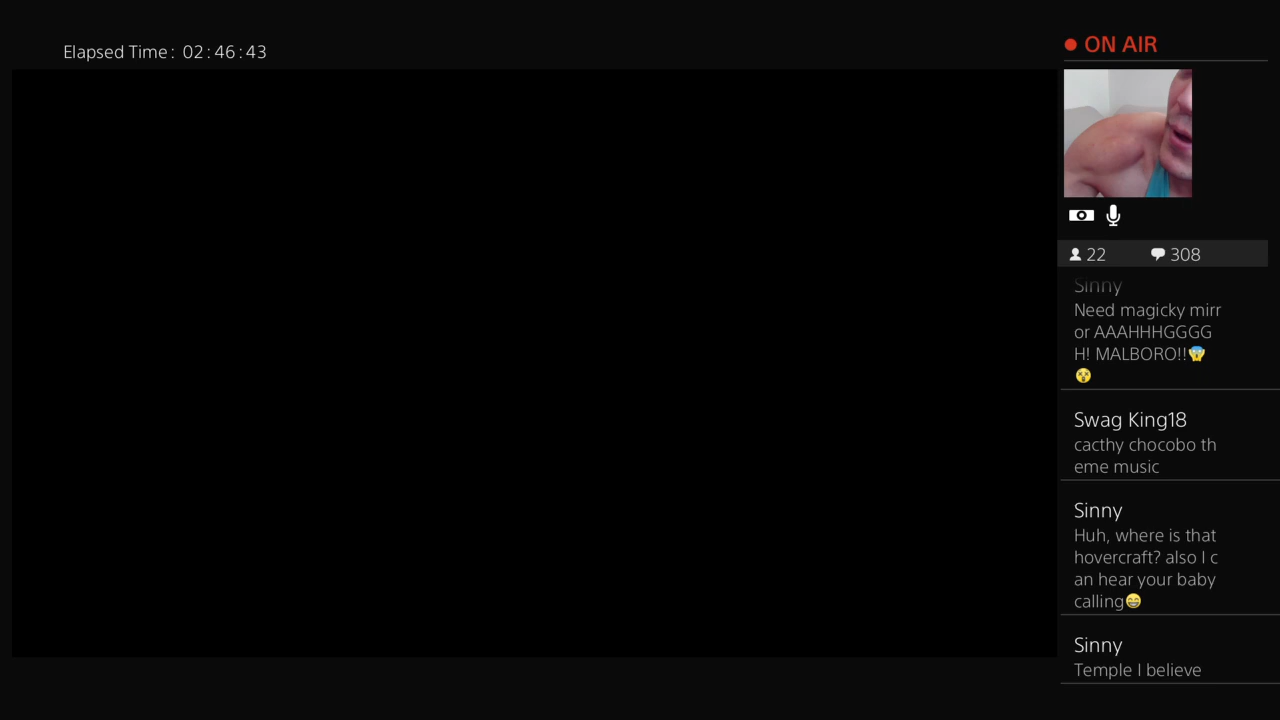 Elapsed Time: 02:46:43
ON AIR
22 308
Sinny
Need magicky mirr
or AAAHHHGGGG
H! MALBORO!!😱
😵
Swag King18
cacthy chocobo th
eme music
Sinny
Huh, where is that
hovercraft? also I c
an hear your baby
calling😁
Sinny
Temple I believe